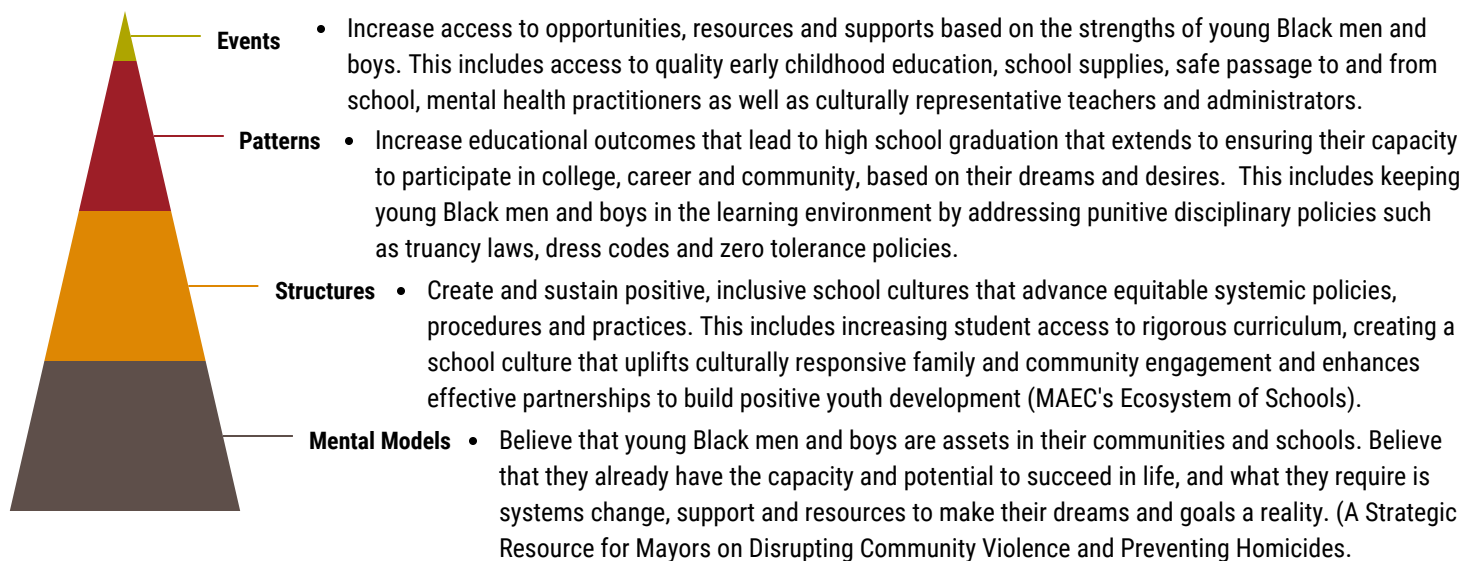 Events • Increase access to opportunities, resources and supports based on the strengths of young Black men and
boys. This includes access to quality early childhood education, school supplies, safe passage to and from
school, mental health practitioners as well as culturally representative teachers and administrators.
Patterns • Increase educational outcomes that lead to high school graduation that extends to ensuring their capacity
to participate in college, career and community, based on their dreams and desires.  This includes keeping
young Black men and boys in the learning environment by addressing punitive disciplinary policies such
as truancy laws, dress codes and zero tolerance policies.
Structures • Create and sustain positive, inclusive school cultures that advance equitable systemic policies,
procedures and practices. This includes increasing student access to rigorous curriculum, creating a
school culture that uplifts culturally responsive family and community engagement and enhances
effective partnerships to build positive youth development (MAEC's Ecosystem of Schools).
Mental Models • Believe that young Black men and boys are assets in their communities and schools. Believe
that they already have the capacity and potential to succeed in life, and what they require is
systems change, support and resources to make their dreams and goals a reality. (A Strategic
Resource for Mayors on Disrupting Community Violence and Preventing Homicides.